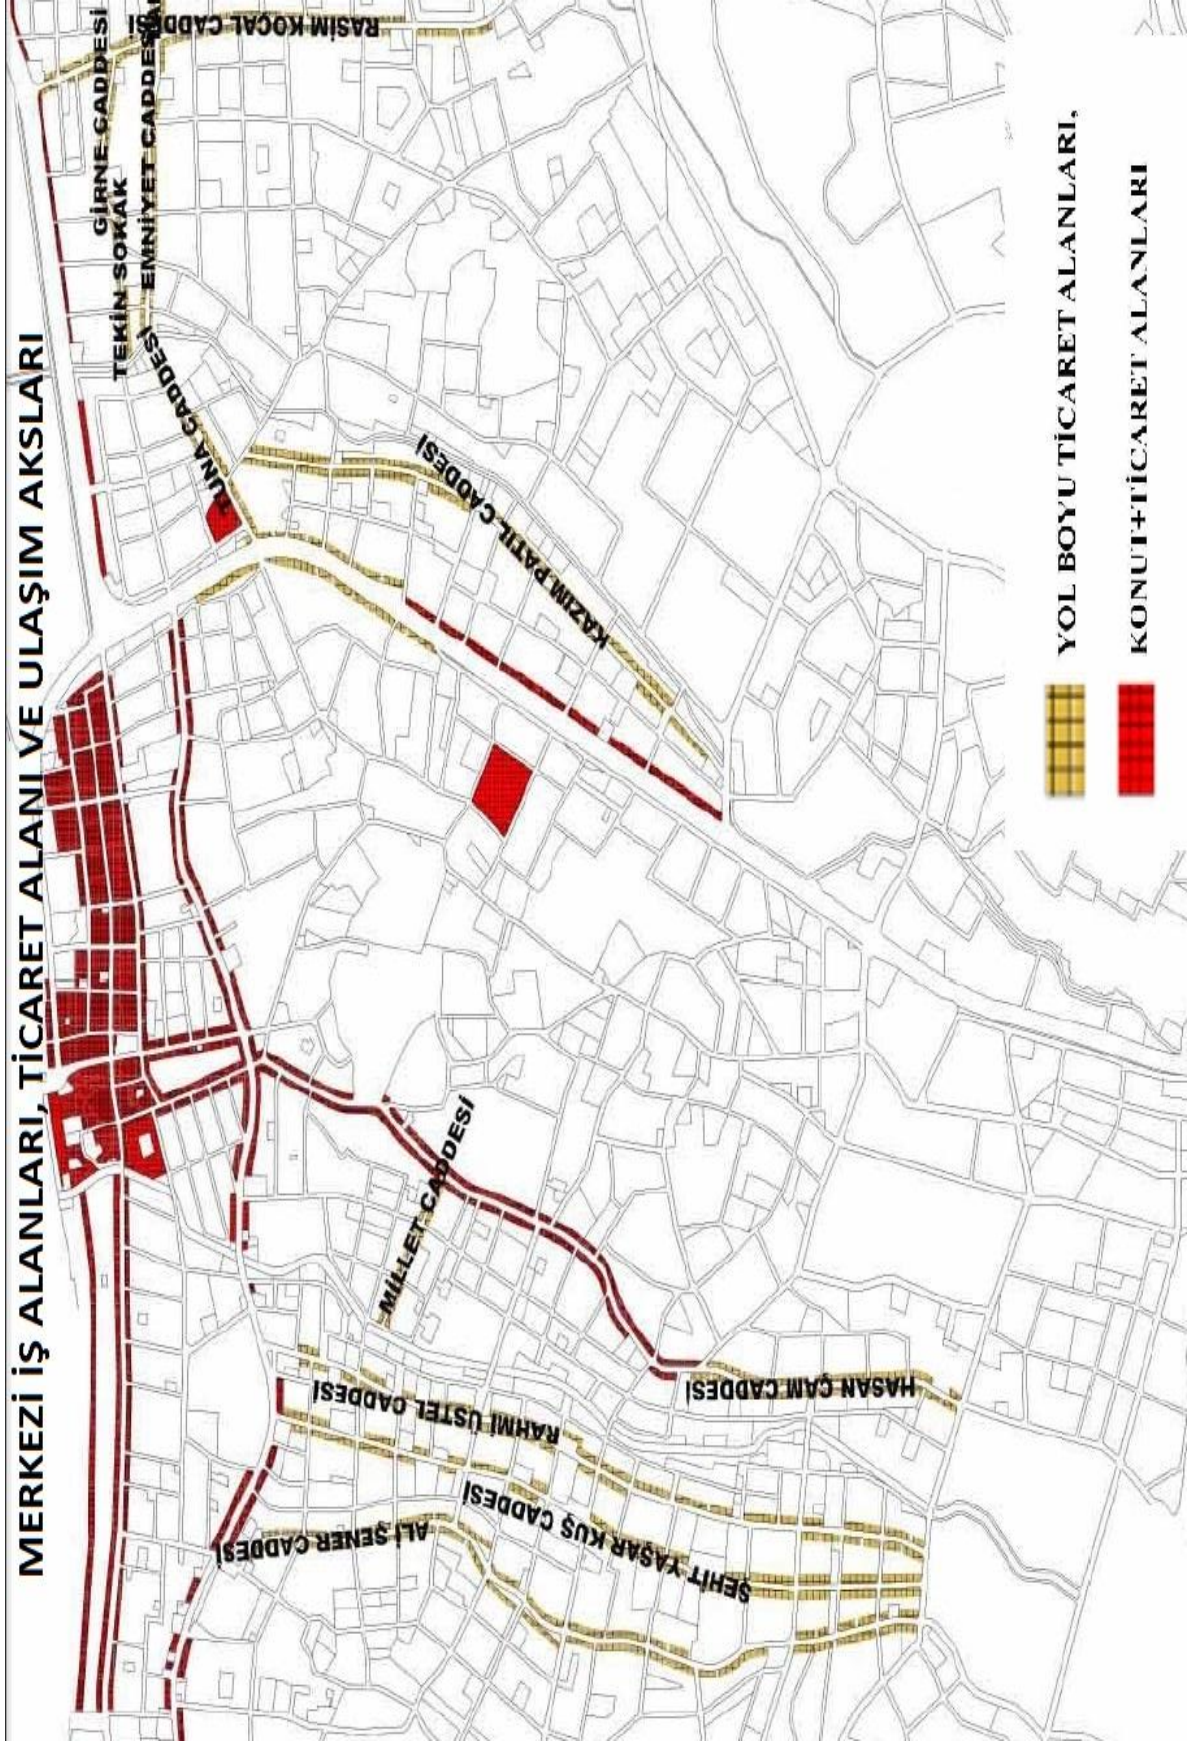 MERKEZİ İŞ ALANLARI, TİCARET ALANI VE ULAŞIM AKSLARI
ALİ ŞENER CADDESİ
ŞEHİT YAŞAR KUŞ CADDESİ
RAHMİ ÜSTEL CADDESİ
HASAN ÇAM CADDESİ
MİLLET CADDESİ
KAZIM PATIL CADDESİ
TUNA CADDESİ
TEKİN SOKAK
GİRNE CADDESİ
EMNİYET CADDESİ
RASİM KOÇAL CADDESİ
YOL BOYU TİCARET ALANLARI,
KONUT+TİCARET ALANLARI